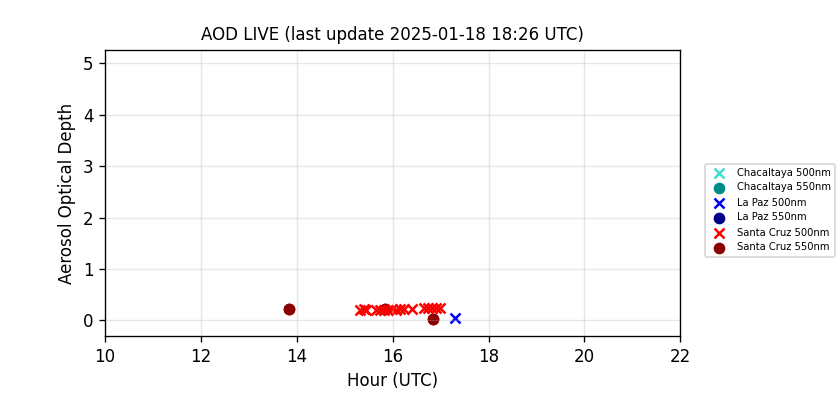 AOD LIVE (last update 2025-01-18 18:26 UTC)
Aerosol Optical Depth
5
4
3
2
1
0
10 12 14 16 18 20 22
Hour (UTC)
Chacaltaya 500nm
Chacaltaya 550nm
La Paz 500nm
La Paz 550nm
Santa Cruz 500nm
Santa Cruz 550nm